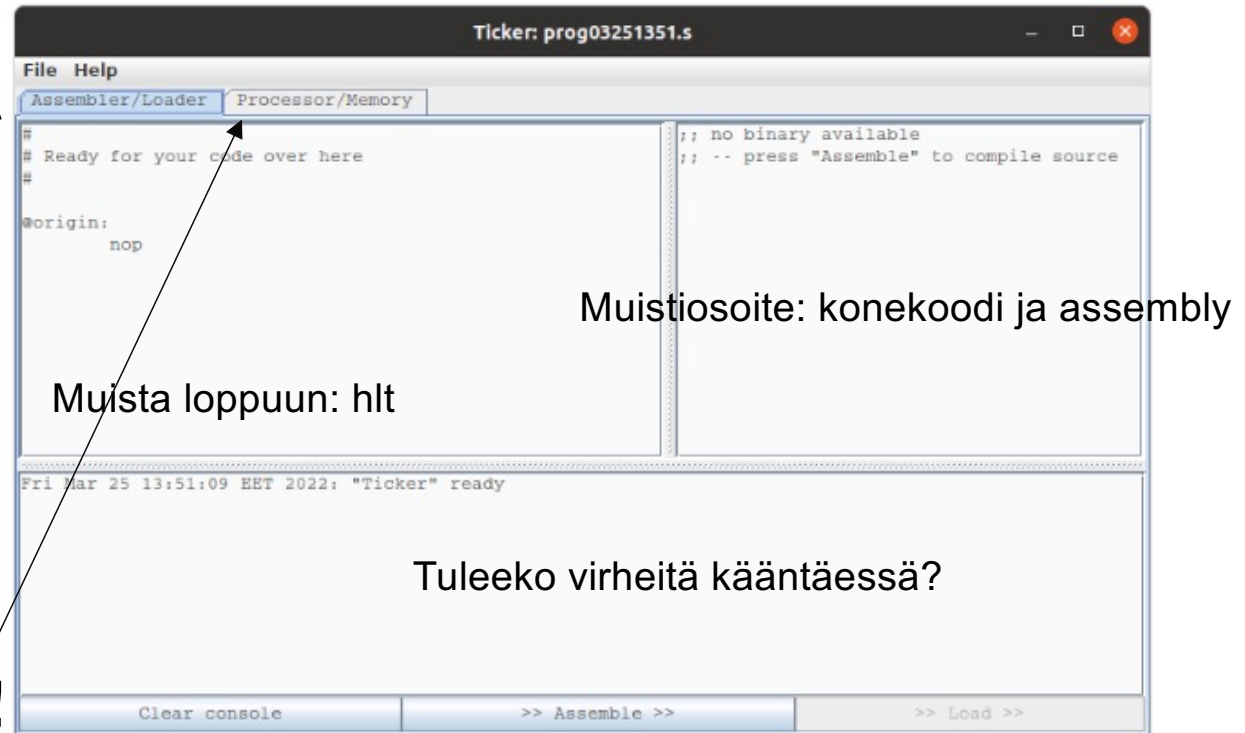 Ticker: prog03251351.s
File Help
Assembler/Loader Processor/Memory
#
# Ready for your code over here
#
@origin:
nop
;; no binary available
;; -- press "Assemble" to compile source
Muistiosoite: konekoodi ja assembly
Muista loppuun: hlt
Fri Mar 25 13:51:09 EET 2022: "Ticker" ready
Tuleeko virheitä kääntäessä?
Clear console >> Assemble >> >> Load >>